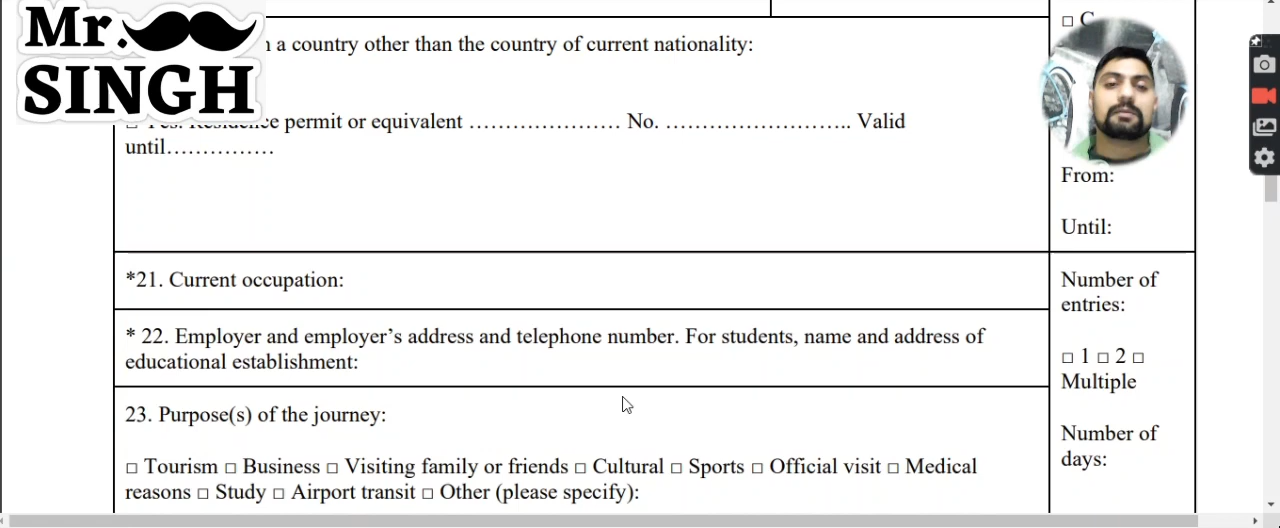 Mr.
SINGH
a country other than the country of current nationality:
Residence permit or equivalent ………………… No. …………………….. Valid
until……………
*21. Current occupation:
* 22. Employer and employer’s address and telephone number. For students, name and address of
educational establishment:
23. Purpose(s) of the journey:
□ Tourism □ Business □ Visiting family or friends □ Cultural □ Sports □ Official visit □ Medical
reasons □ Study □ Airport transit □ Other (please specify):
□ C
From:
Until:
Number of
entries:
□ 1 □ 2 □
Multiple
Number of
days: